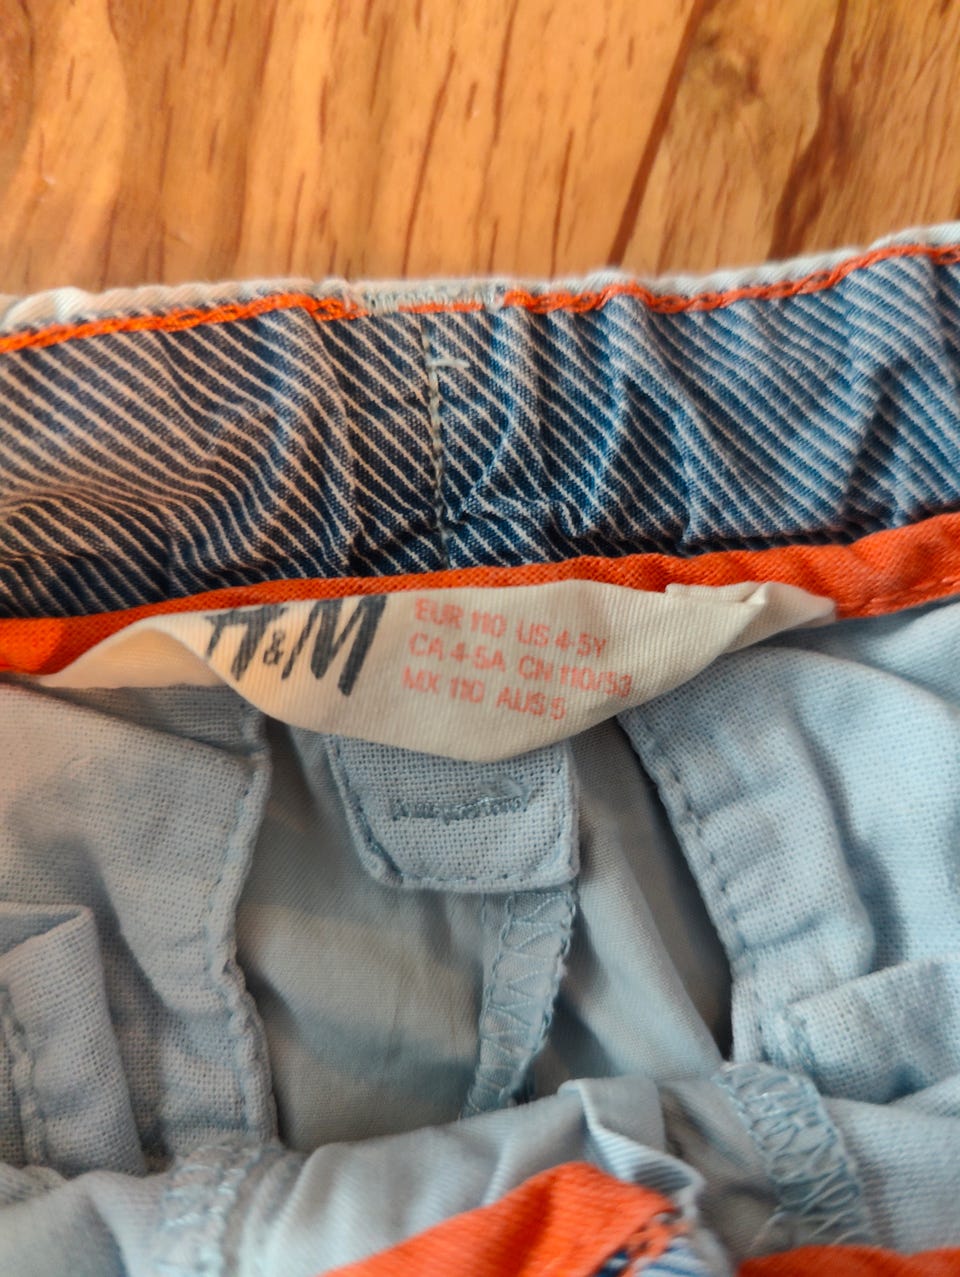 H&M
EUR 110 US 4-5Y
CA 4-5A CN 110/53
MX 110 AUS 5